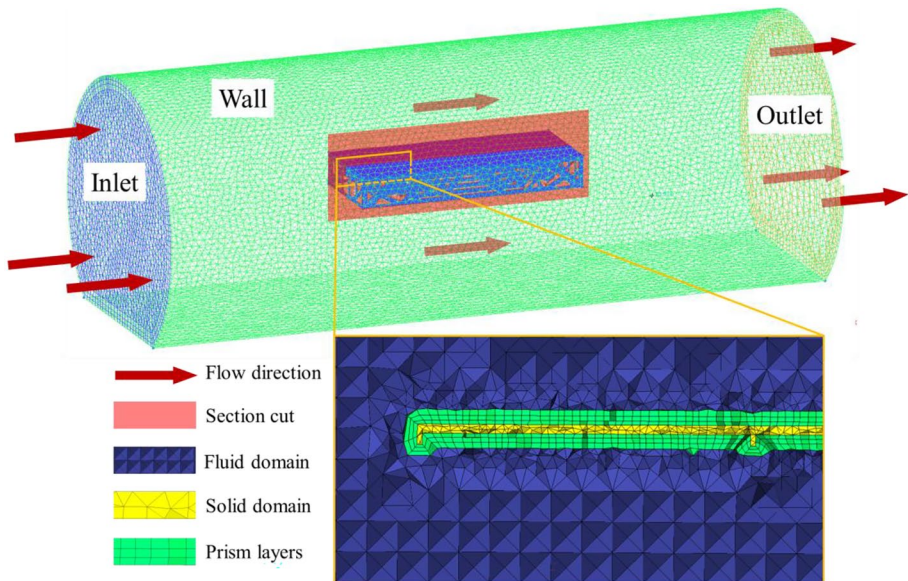 Wall
Outlet
Inlet
Flow direction
Section cut
Fluid domain
Solid domain
Prism layers